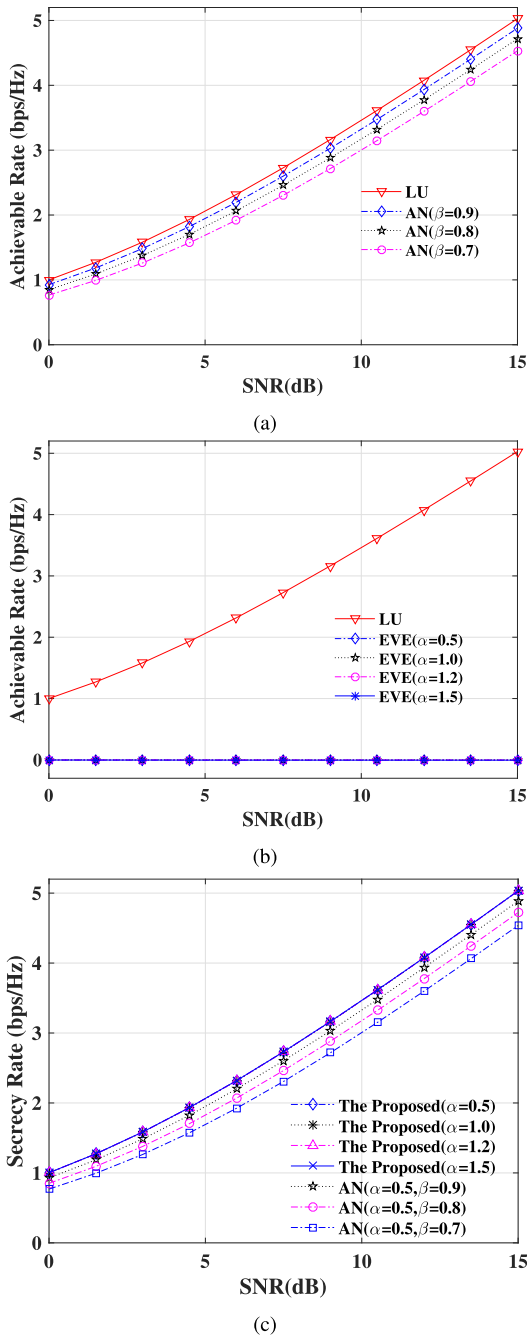 5
4
3
2
1
0
Achievable Rate (bps/Hz)
LU
AN(β=0.9)
AN(β=0.8)
AN(β=0.7)
0 5 10 15
SNR(dB)
(a)
5
4
3
2
1
0
Achievable Rate (bps/Hz)
LU
EVE(α=0.5)
EVE(α=1.0)
EVE(α=1.2)
EVE(α=1.5)
0 5 10 15
SNR(dB)
(b)
5
4
3
2
1
0
Secrecy Rate (bps/Hz)
The Proposed(α=0.5)
The Proposed(α=1.0)
The Proposed(α=1.2)
The Proposed(α=1.5)
AN(α=0.5,β=0.9)
AN(α=0.5,β=0.8)
AN(α=0.5,β=0.7)
0 5 10 15
SNR(dB)
(c)